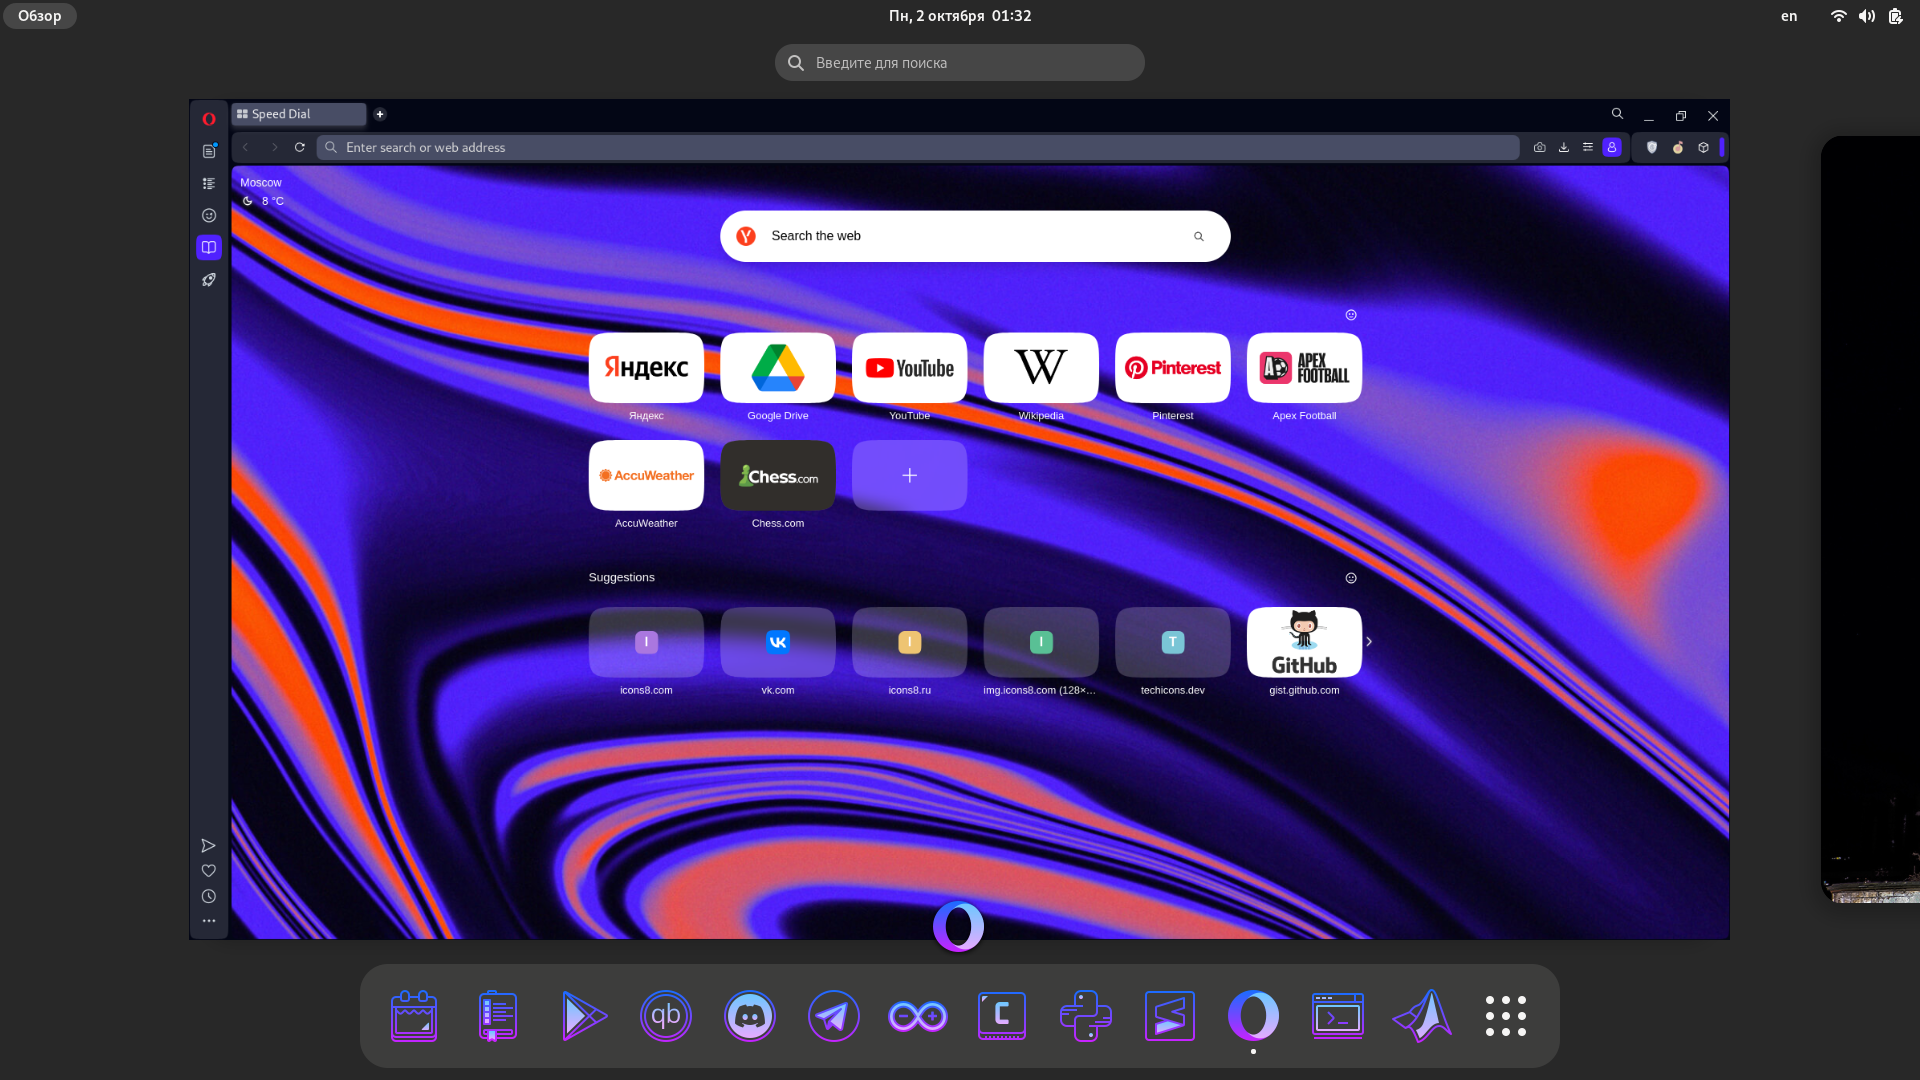 Обзор
Пн, 2 октября 01:32
en
Введите для поиска
Speed Dial
Enter search or web address
Moscow
8 °C
Search the web
Яндекс
YouTube
W
Pinterest
APEX FOOTBALL
Яндекс
Google Drive
YouTube
Wikipedia
Pinterest
Apex Football
AccuWeather
Chess.com
AccuWeather
Chess.com
Suggestions
I
VK
I
I
T
GitHub
icons8.com
vk.com
icons8.ru
img.icons8.com (128×...
techicons.dev
gist.github.com
qb
C